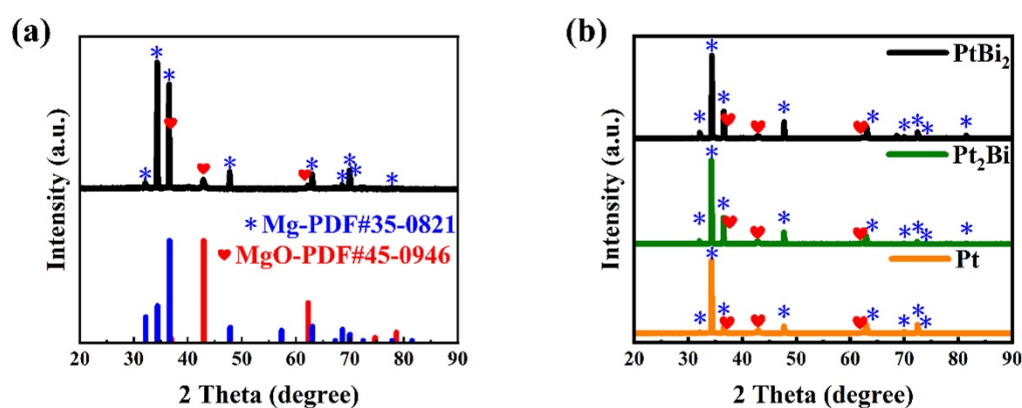 (a)
Intensity (a.u.)
* Mg-PDF#35-0821
♥ MgO-PDF#45-0946
20 30 40 50 60 70 80 90
2 Theta (degree)
(b)
Intensity (a.u.)
PtBi₂
Pt₂Bi
Pt
20 30 40 50 60 70 80 90
2 Theta (degree)